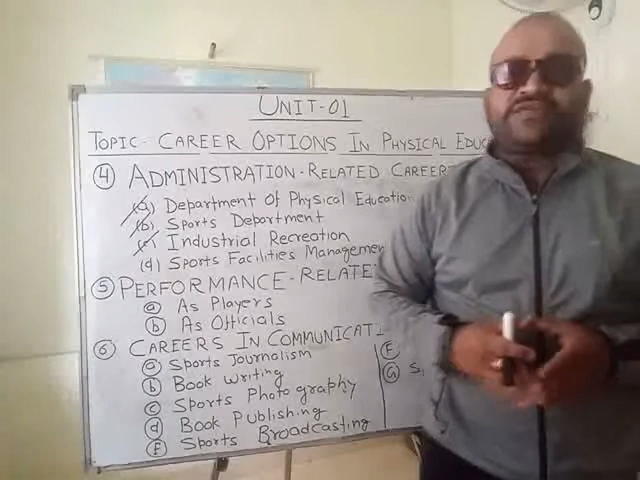 UNIT-01
TOPIC- CAREER OPTIONS IN PHYSICAL EDUC
④ ADMINISTRATION-RELATED CAREER
(a) Department Of Physical Education
(b) Sports Department
(c) Industrial Recreation
(d) Sports Facilities Managemen
⑤ PERFORMANCE-RELATE
ⓐ As Players
ⓑ As Officials
⑥ CAREERS IN COMMUNICATI
ⓐ Sports Journalism
ⓑ Book Writing
ⓒ Sports Photography
ⓓ Book Publishing
Ⓕ Sports Broadcasting
Ⓕ
Ⓖ S